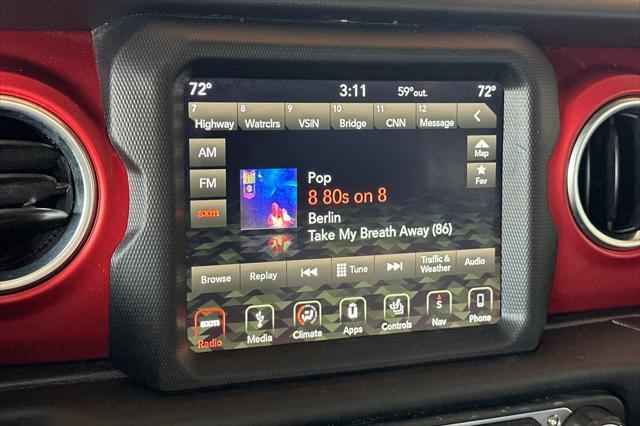 72° 3:11 59°out. 72°
7 Highway 8 Watrclrs 9 VSiN 10 Bridge 11 CNN 12 Message <
AM
Map
FM
Fav
sxm
Pop
8 80s on 8
Berlin
Take My Breath Away (86)
Browse Replay Tune Traffic & Weather Audio
sxm S
Radio Media Climate Apps Controls Nav Phone